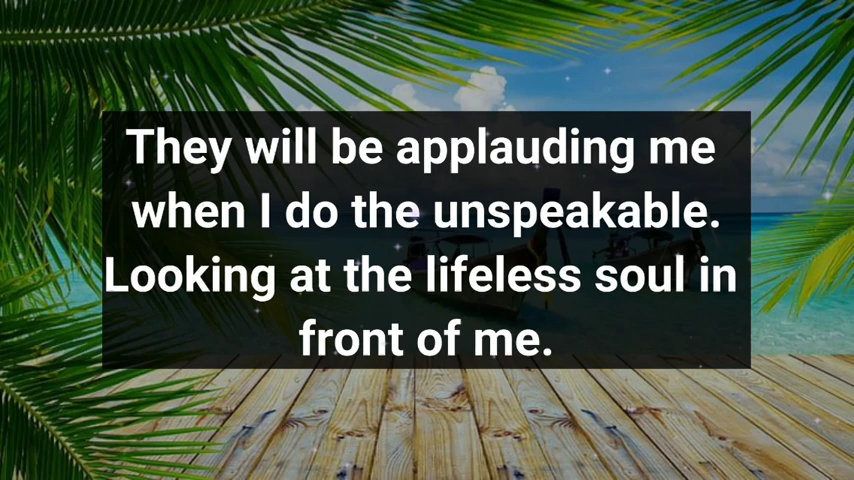 They will be applauding me
when I do the unspeakable.
Looking at the lifeless soul in
front of me.